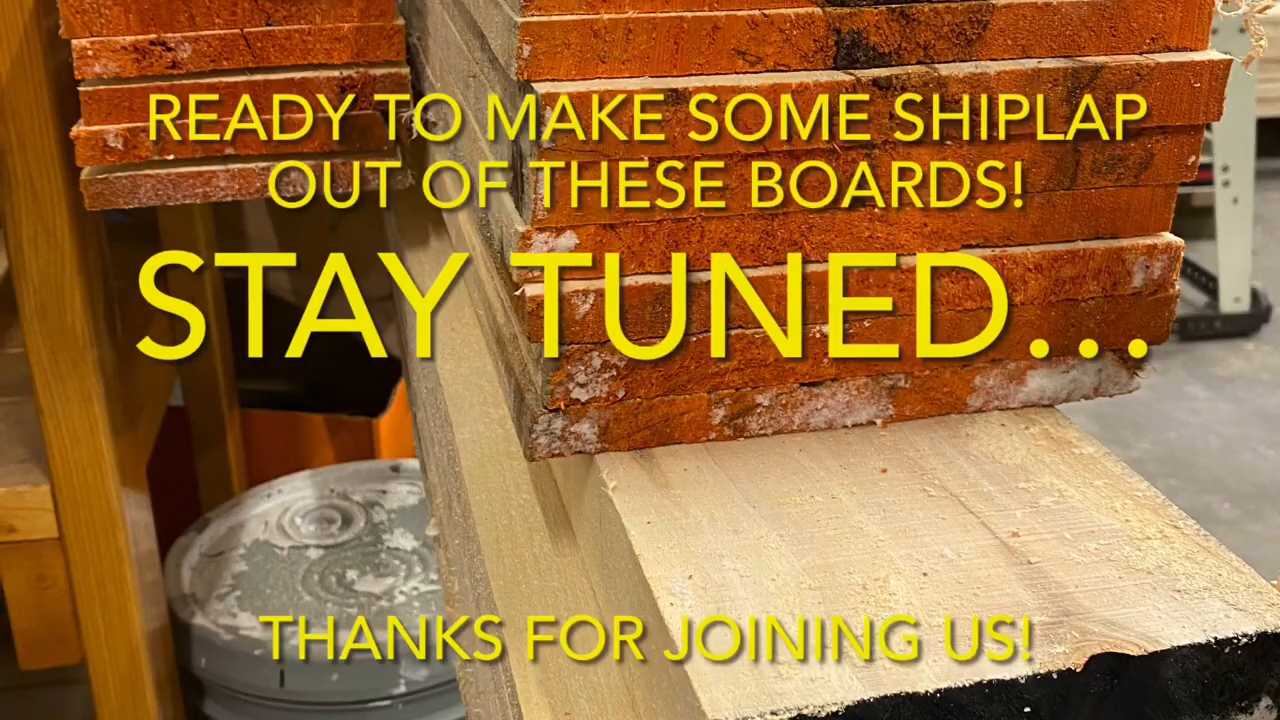 READY TO MAKE SOME SHIPLAP
OUT OF THESE BOARDS!
STAY TUNED...
THANKS FOR JOINING US!